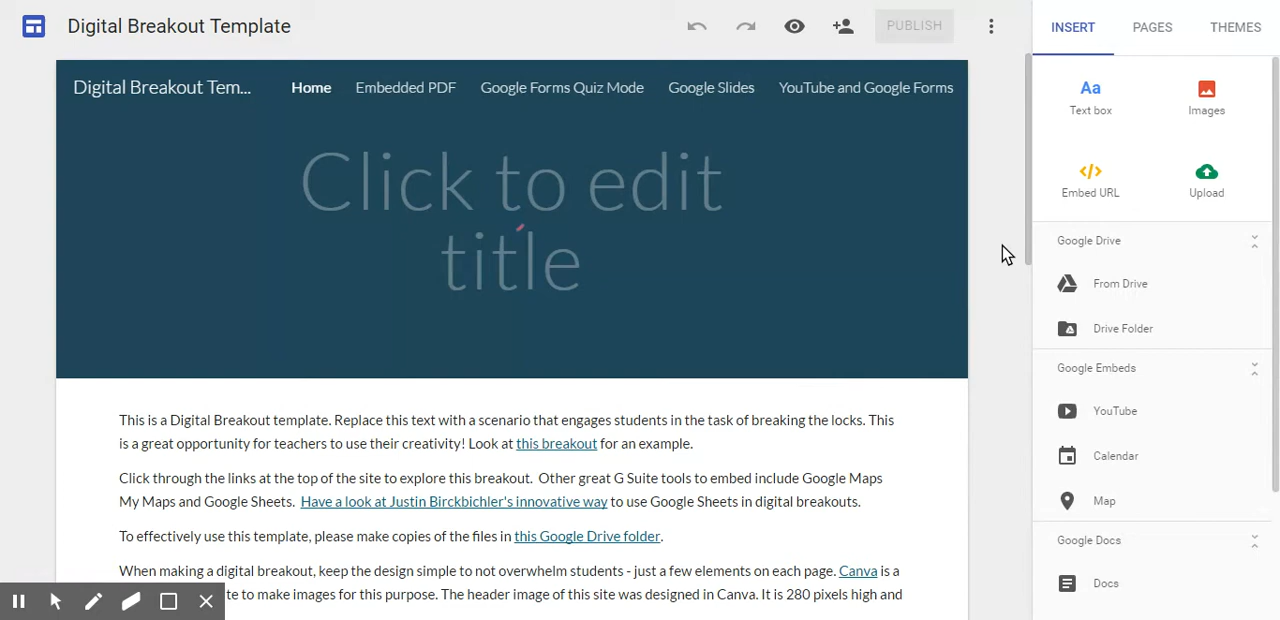 Digital Breakout Template
PUBLISH
INSERT PAGES THEMES
Digital Breakout Tem... Home Embedded PDF Google Forms Quiz Mode Google Slides YouTube and Google Forms
Click to edit
title
This is a Digital Breakout template. Replace this text with a scenario that engages students in the task of breaking the locks. This
is a great opportunity for teachers to use their creativity! Look at this breakout for an example.
Click through the links at the top of the site to explore this breakout. Other great G Suite tools to embed include Google Maps
My Maps and Google Sheets. Have a look at Justin Birckbichler's innovative way to use Google Sheets in digital breakouts.
To effectively use this template, please make copies of the files in this Google Drive folder.
When making a digital breakout, keep the design simple to not overwhelm students - just a few elements on each page. Canva is a
to make images for this purpose. The header image of this site was designed in Canva. It is 280 pixels high and
Aa
Text box
Images
Embed URL
Upload
Google Drive
From Drive
Drive Folder
Google Embeds
YouTube
Calendar
Map
Google Docs
Docs